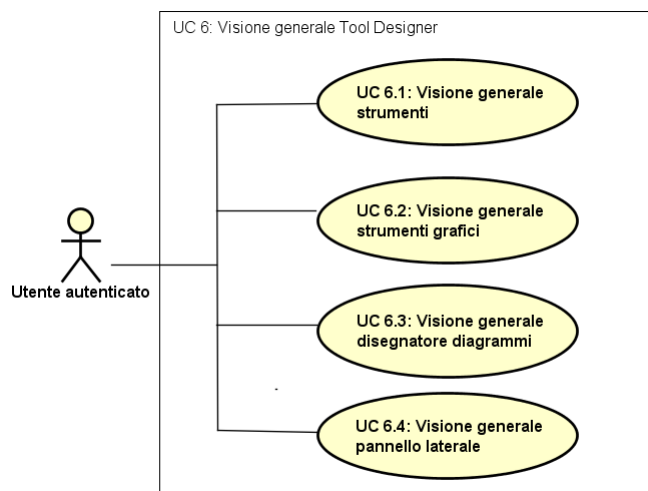 UC 6: Visione generale Tool Designer
UC 6.1: Visione generale
strumenti
UC 6.2: Visione generale
strumenti grafici
Utente autenticato
UC 6.3: Visione generale
disegnatore diagrammi
UC 6.4: Visione generale
pannello laterale